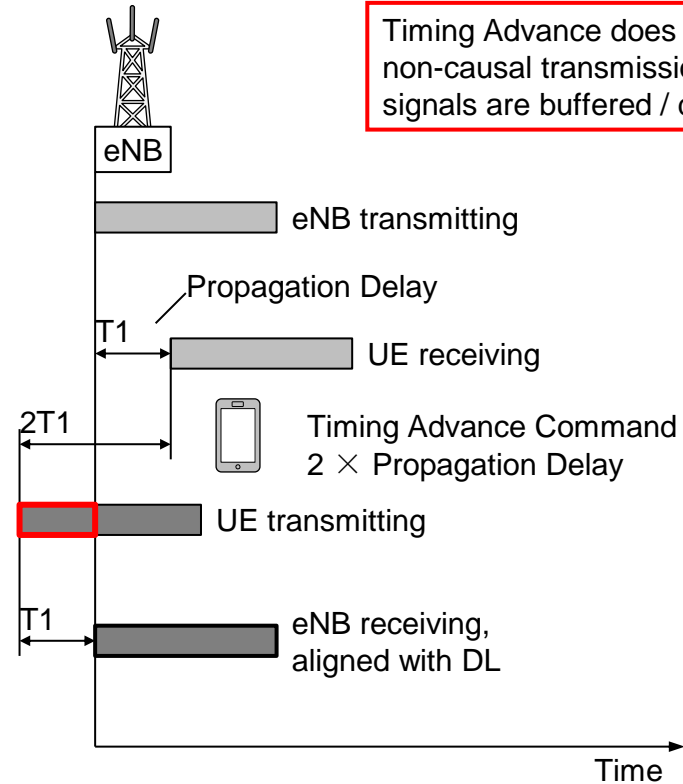 Timing Advance does
non-causal
signals are buffered /
eNB
eNB transmitting
Propagation Delay
T1
UE receiving
2T1
Timing Advance Command
2 × Propagation Delay
UE transmitting
T1
eNB receiving,
aligned with DL
Time